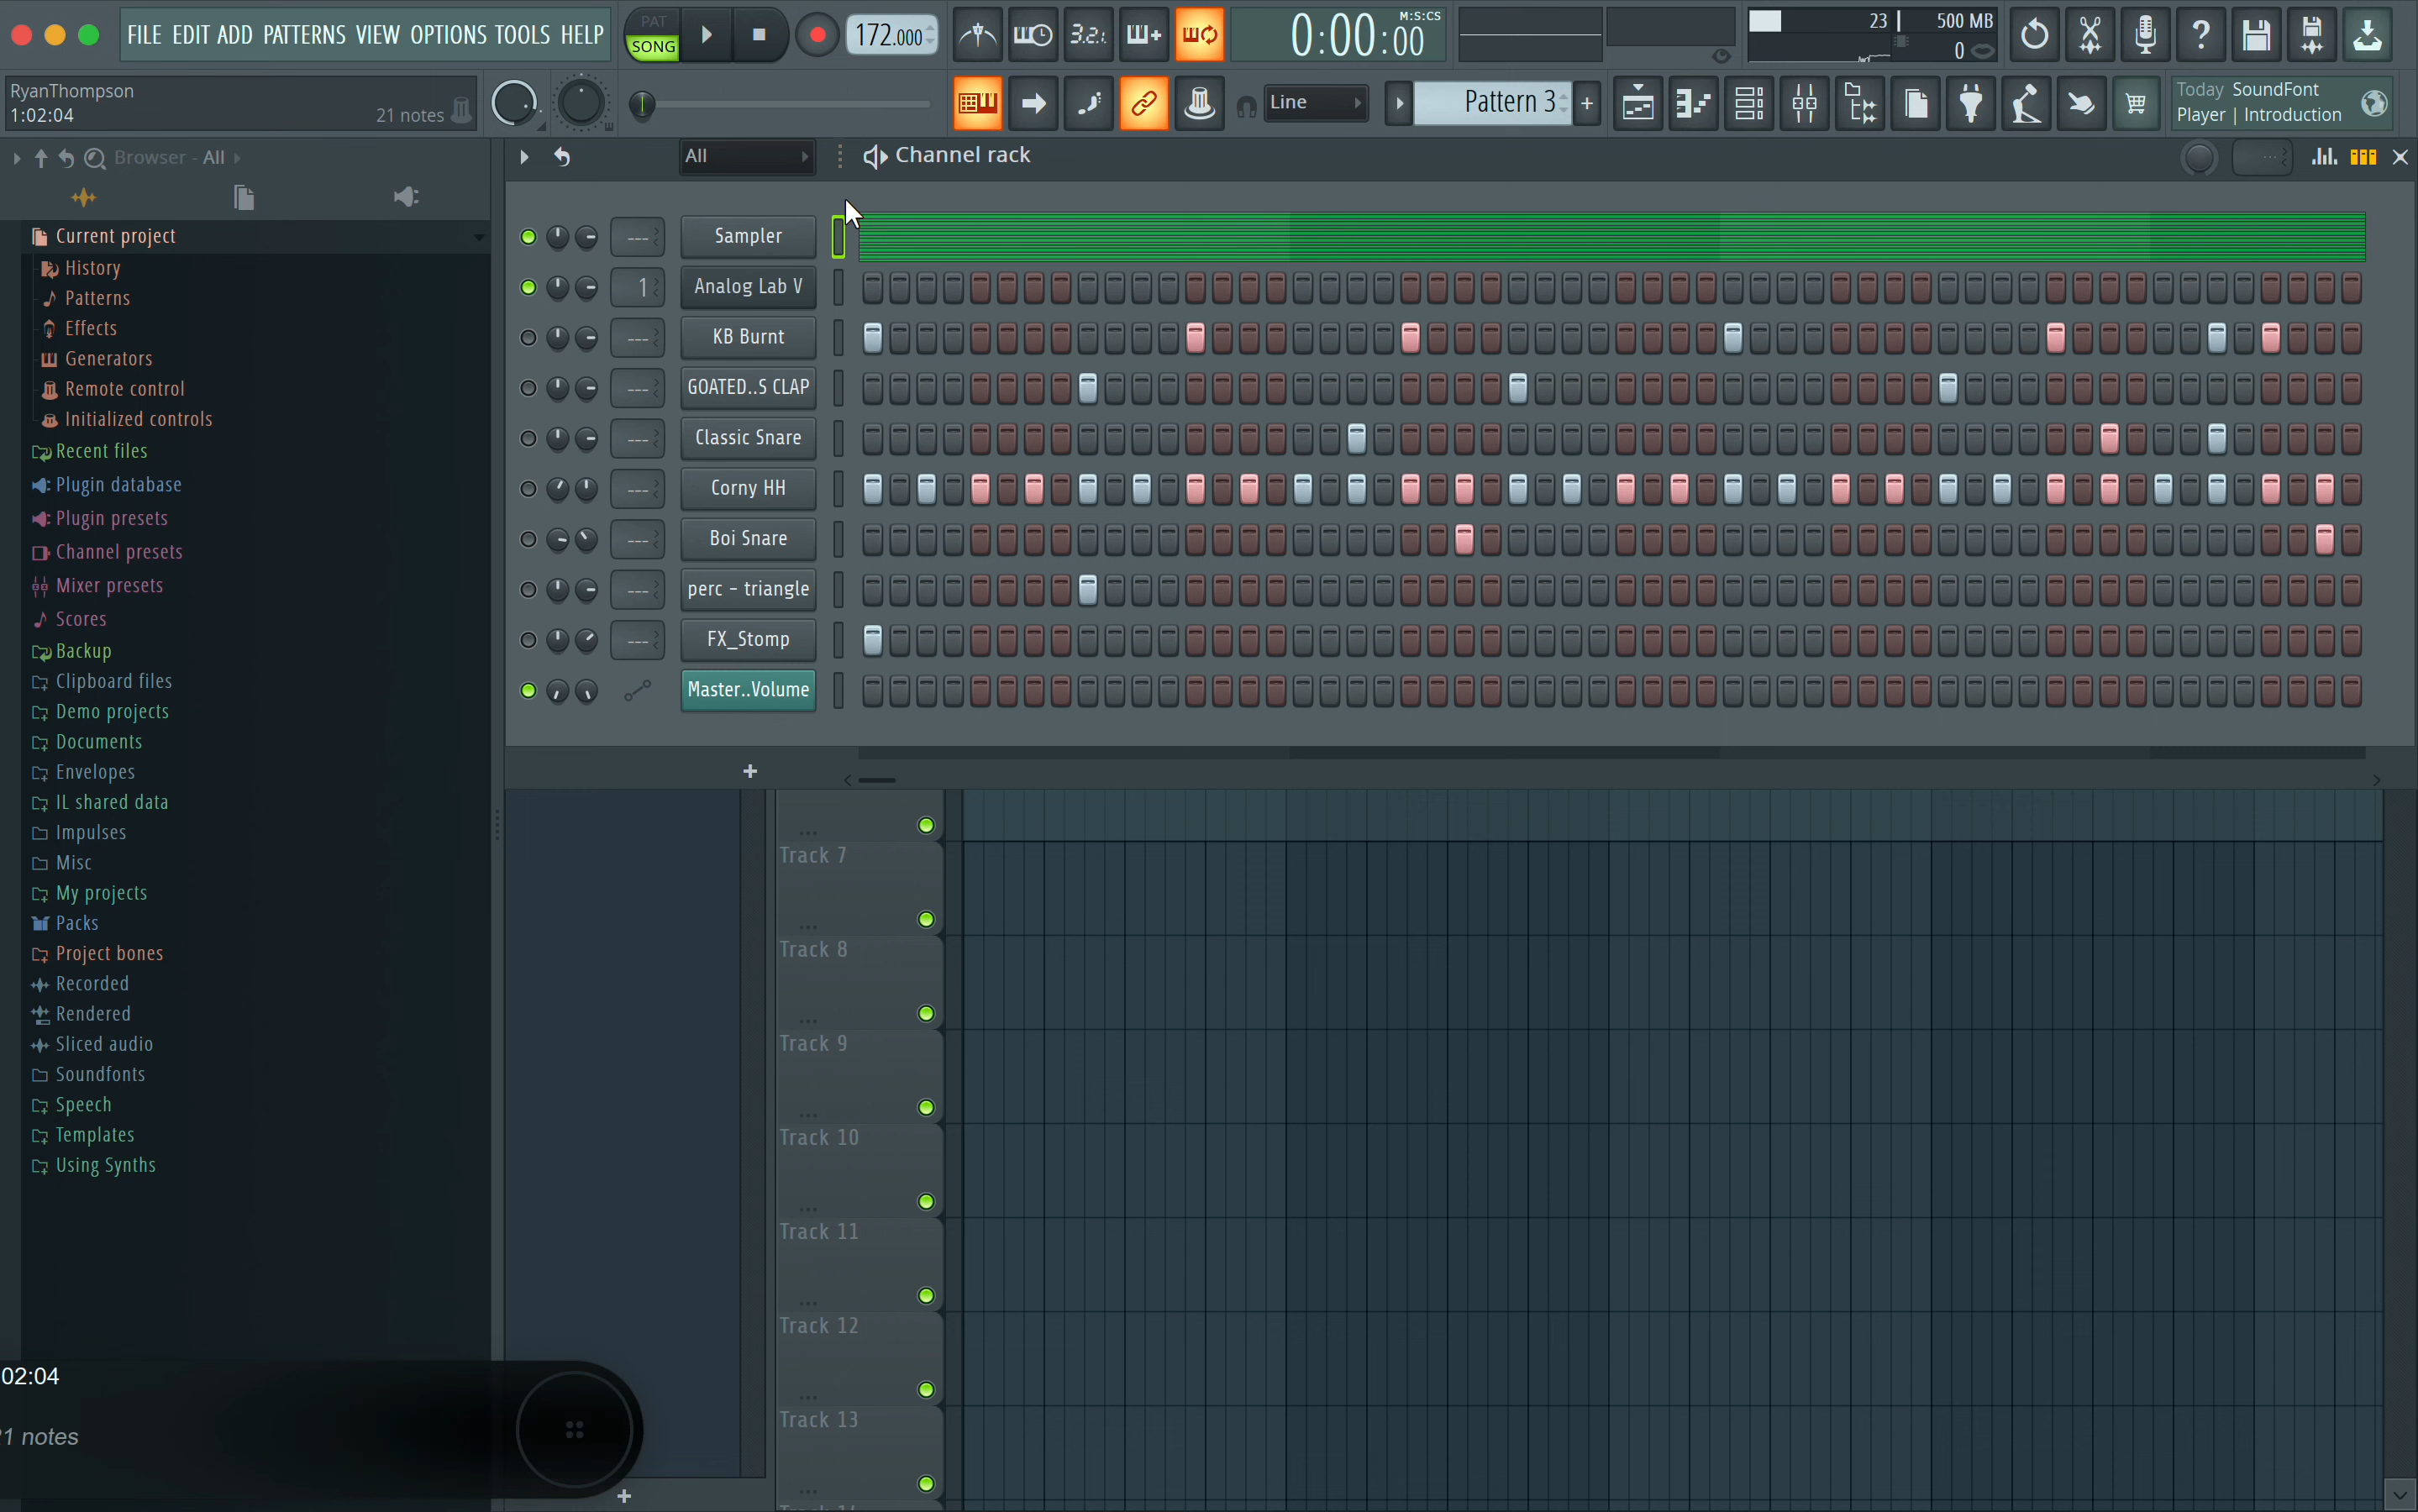 FILE EDIT ADD PATTERNS VIEW OPTIONS TOOLS HELP
PAT
SONG
172.000
3.2.1
M:S:CS
0:00:00
23
500 MB
0
RyanThompson
1:02:04
21 notes
Line
Pattern 3
+
Today SoundFont
Player | Introduction
Browser - All
All
Channel rack
Current project
History
Patterns
Effects
Generators
Remote control
Initialized controls
Recent files
Plugin database
Plugin presets
Channel presets
Mixer presets
Scores
Backup
Clipboard files
Demo projects
Documents
Envelopes
IL shared data
Impulses
Misc
My projects
Packs
Project bones
Recorded
Rendered
Sliced audio
Soundfonts
Speech
Templates
Using Synths
--- Sampler
1 Analog Lab V
--- KB Burnt
--- GOATED..S CLAP
--- Classic Snare
--- Corny HH
--- Boi Snare
--- perc - triangle
--- FX_Stomp
Master..Volume
+
Track 7
Track 8
Track 9
Track 10
Track 11
Track 12
Track 13
02:04
1 notes
+